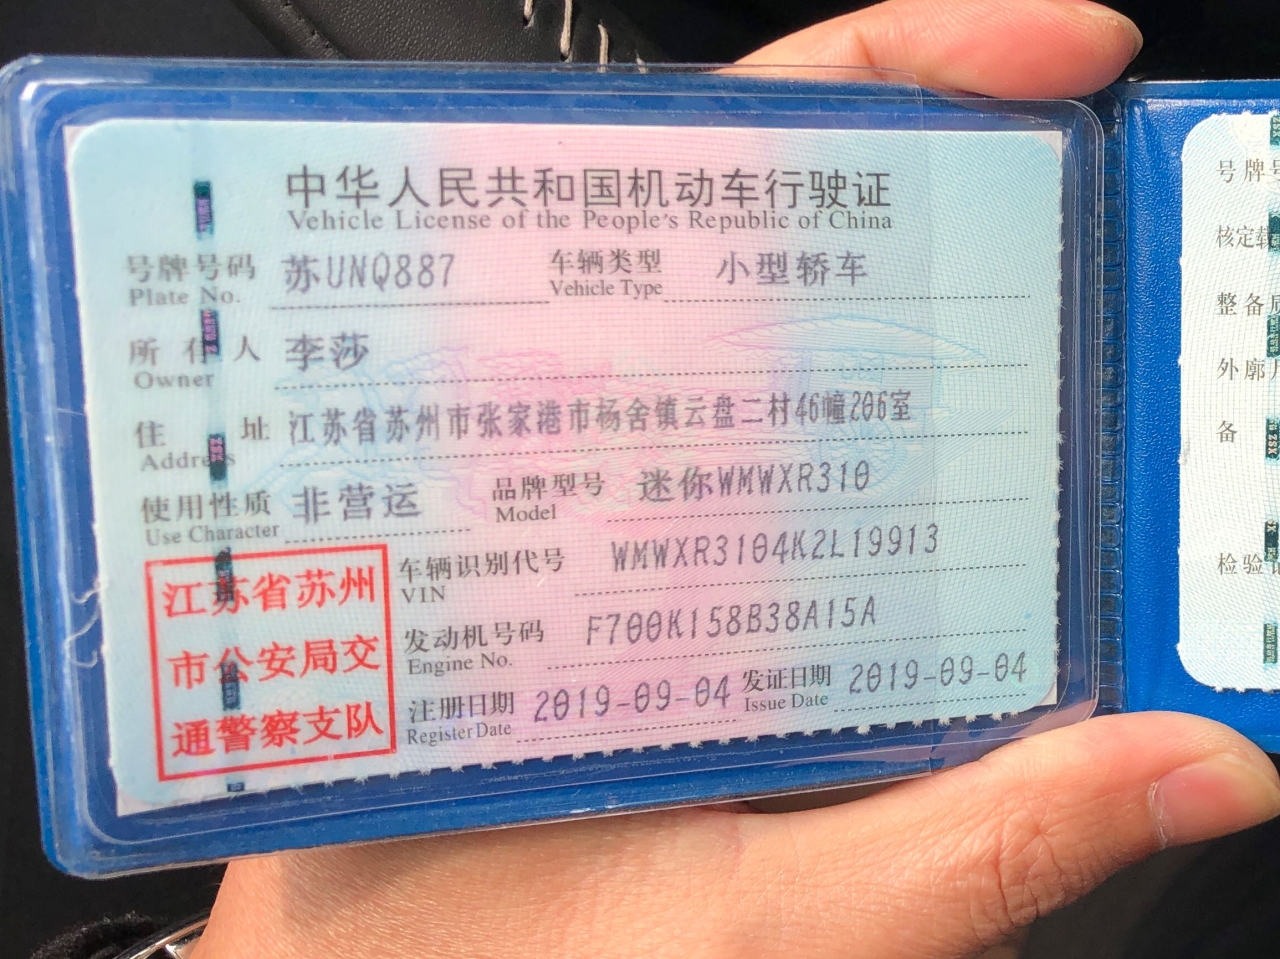 中华人民共和国机动车行驶证
Vehicle License of the People's Republic of China
号牌号码 苏UNQ887 车辆类型 小型轿车
Plate No. Vehicle Type
所有人 李莎
Owner
住址 江苏省苏州市张家港市杨舍镇云盘二村46幢206室
Address
使用性质 非营运 品牌型号 迷你WMWXR310
Use Character Model
江苏省苏州
市公安局交
通警察支队
车辆识别代号 WMWXR3104K2L19913
VIN
发动机号码 F700K158B38A15A
Engine No.
注册日期 2019-09-04 发证日期 2019-09-04
Register Date Issue Date
号牌号
核定载
整备质
外廓尺
备
检验记